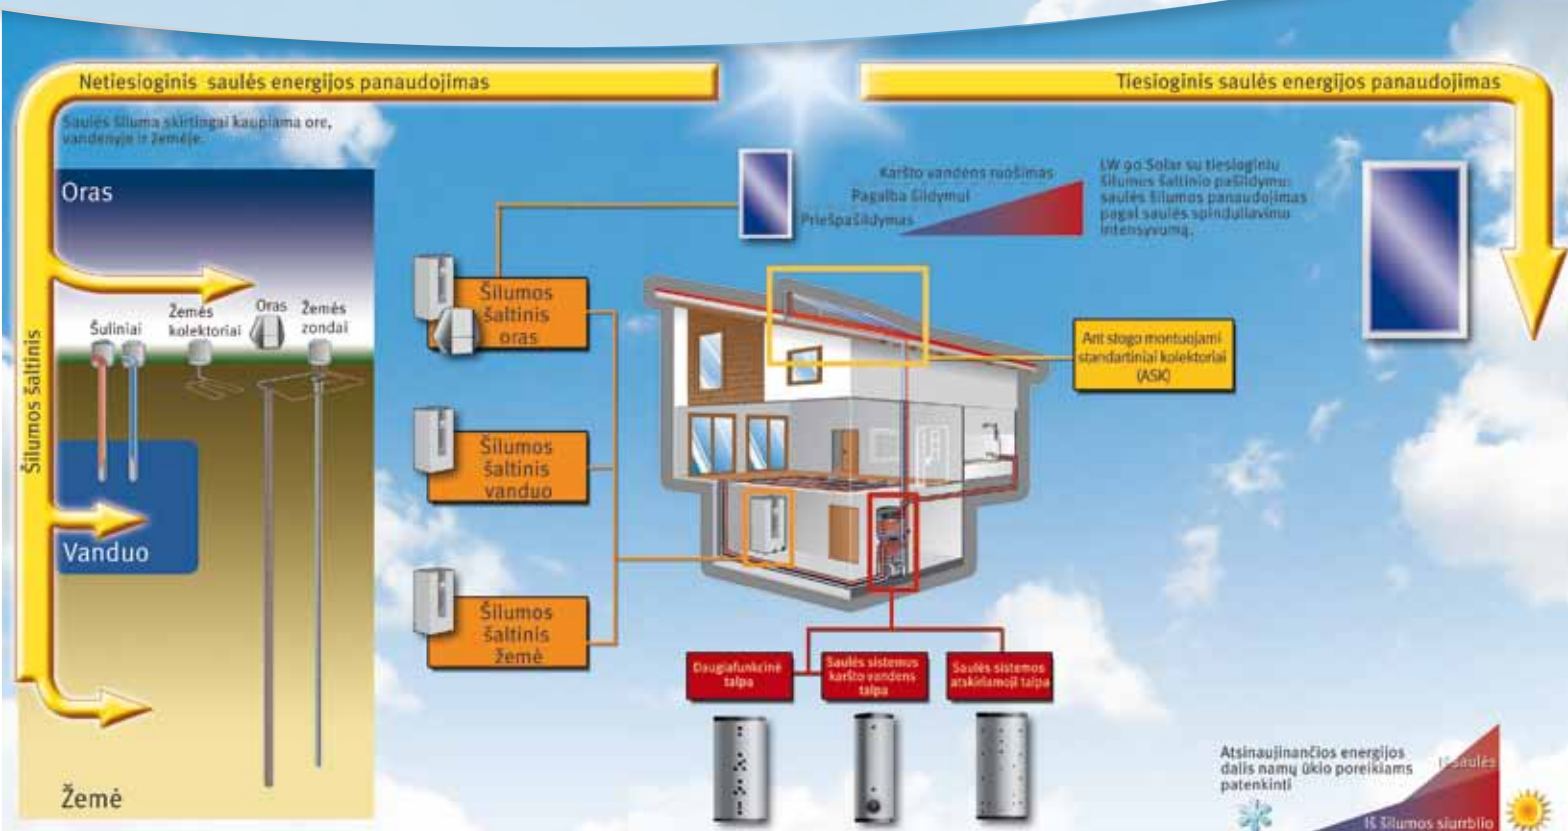 Netiesioginis saulės energijos panaudojimas
Tiesioginis saulės energijos panaudojimas
Saulės šiluma skirtingai kaupiama ore,
vandenyje ir žemėje.
Oras
Šilumos šaltinis
Šuliniai
Žemės
kolektoriai
Oras
Žemės
zondai
Vanduo
Žemė
Karšto vandens ruošimas
Pagalba šildymui
Priešpašildymas
LW 90 Solar su tiesioginiu
šilumos šaltinio pašildymu:
saulės šilumos panaudojimas
pagal saulės spinduliavimo
intensyvumą.
Šilumos
šaltinis
oras
Šilumos
šaltinis
vanduo
Šilumos
šaltinis
žemė
Ant stogo montuojami
standartiniai kolektoriai
(ASK)
Daugiafunkcinė
talpa
Saulės sistemos
karšto vandens
talpa
Saulės sistemos
atskiriamoji talpa
Atsinaujinančios energijos
dalis namų ūkio poreikiams
patenkinti
Iš saulės
Iš šilumos siurblio